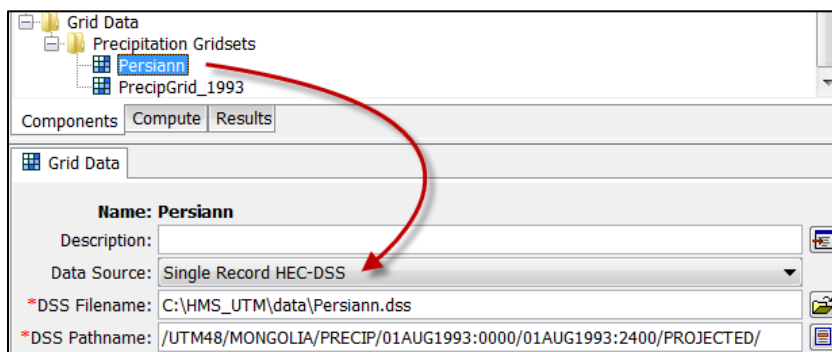 Grid Data
Precipitation Gridsets
Persiann
PrecipGrid_1993
Components Compute Results
Grid Data
Name: Persiann
Description:
Data Source: Single Record HEC-DSS
*DSS Filename: C:\HMS_UTM\data\Persiann.dss
*DSS Pathname: /UTM48/MONGOLIA/PRECIP/01AUG1993:0000/01AUG1993:2400/PROJECTED/